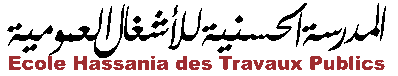 المدرسة الحسنية للأشغال العمومية
Ecole Hassania des Travaux Publics